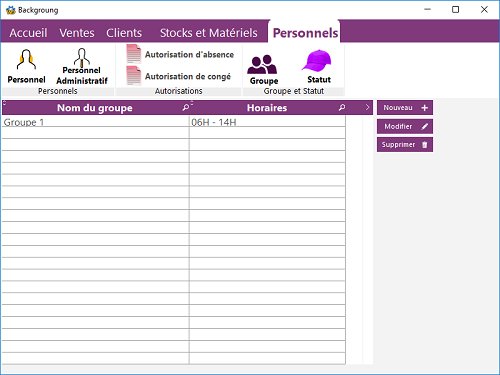 Backgroung
Accueil Ventes Clients Stocks et Matériels Personnels
Personnel
Personnel Administratif
Personnels
Autorisation d'absence
Autorisation de congé
Autorisations
Groupe
Statut
Groupe et Statut
Nom du groupe Horaires
Groupe 1 06H - 14H
Nouveau
Modifier
Supprimer